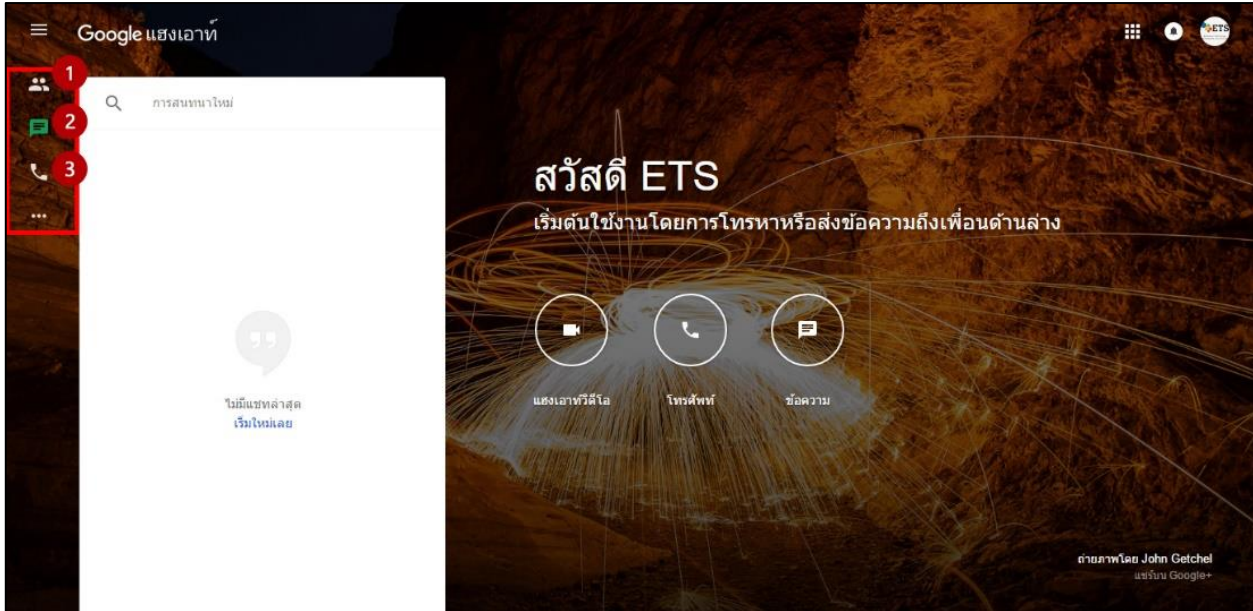 Google แฮงเอาท์
ETS
1
2
3
การสนทนาใหม่
สวัสดี ETS
เริ่มต้นใช้งานโดยการโทรหาหรือส่งข้อความถึงเพื่อนด้านล่าง
แฮงเอาท์วิดีโอ
โทรศัพท์
ข้อความ
ไม่มีแชทล่าสุด
เริ่มใหม่เลย
ถ่ายภาพโดย John Getchel
แชร์บน Google+